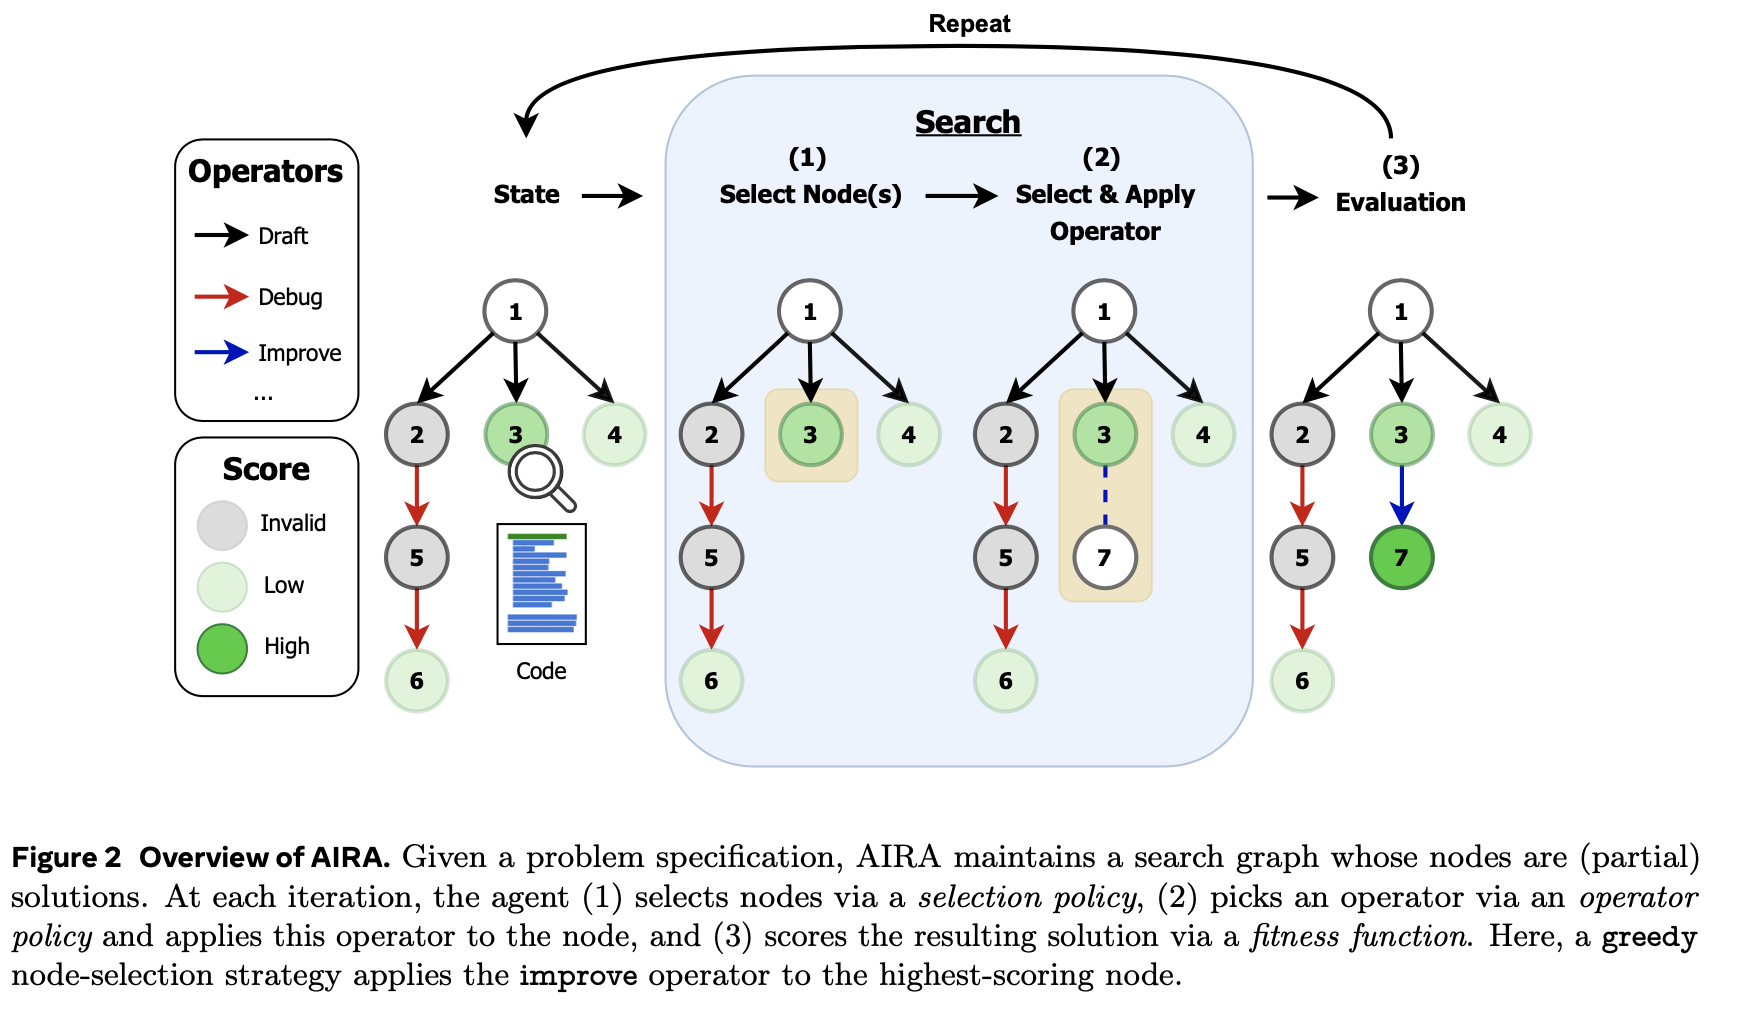 Repeat
Search
Operators
Draft
Debug
Improve
...
Score
Invalid
Low
High
State
(1)
Select Node(s)
(2)
Select & Apply
Operator
(3)
Evaluation
1
2
3
4
5
6
Code
1
2
3
4
5
6
1
2
3
4
5
7
6
1
2
3
4
5
7
6
Figure 2 Overview of AIRA. Given a problem specification, AIRA maintains a search graph whose nodes are (partial)
solutions. At each iteration, the agent (1) selects nodes via a selection policy, (2) picks an operator via an operator
policy and applies this operator to the node, and (3) scores the resulting solution via a fitness function. Here, a greedy
node-selection strategy applies the improve operator to the highest-scoring node.